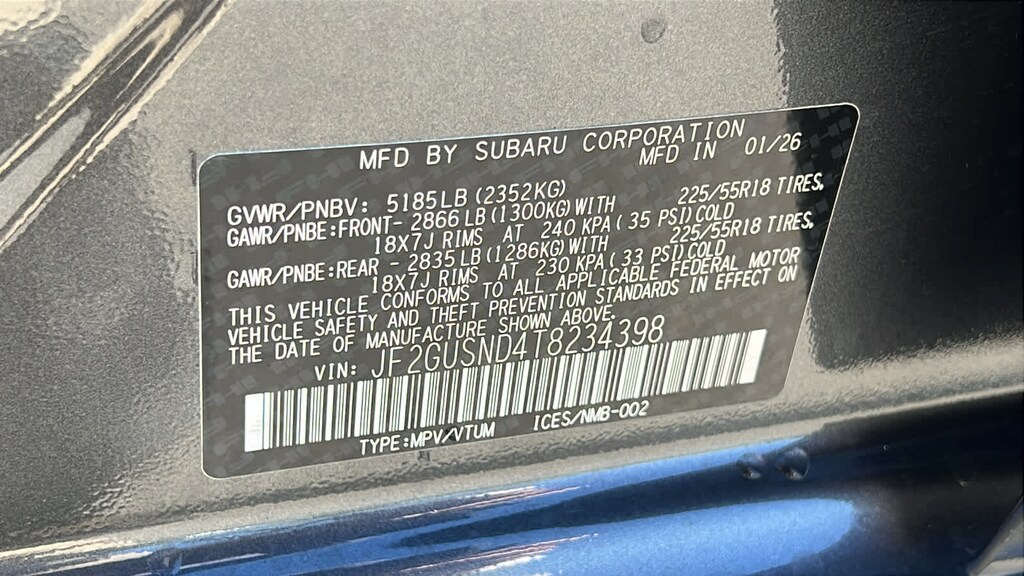 MFD BY SUBARU CORPORATION
MFD IN 01/26
GVWR/PNBV: 5185LB (2352KG)
GAWR/PNBE:FRONT- 2866 LB (1300KG) WITH 225/55R18 TIRES,
18X7J RIMS AT 240 KPA ( 35 PSI) COLD
GAWR/PNBE:REAR - 2835 LB (1286KG) WITH 225/55R18 TIRES,
18X7J RIMS AT 230 KPA ( 33 PSI) COLD
THIS VEHICLE CONFORMS TO ALL APPLICABLE FEDERAL MOTOR
VEHICLE SAFETY AND THEFT PREVENTION STANDARDS IN EFFECT ON
THE DATE OF MANUFACTURE SHOWN ABOVE.
VIN: JF2GUSND4T8234398
TYPE:MPV/VTUM ICES/NMB-002